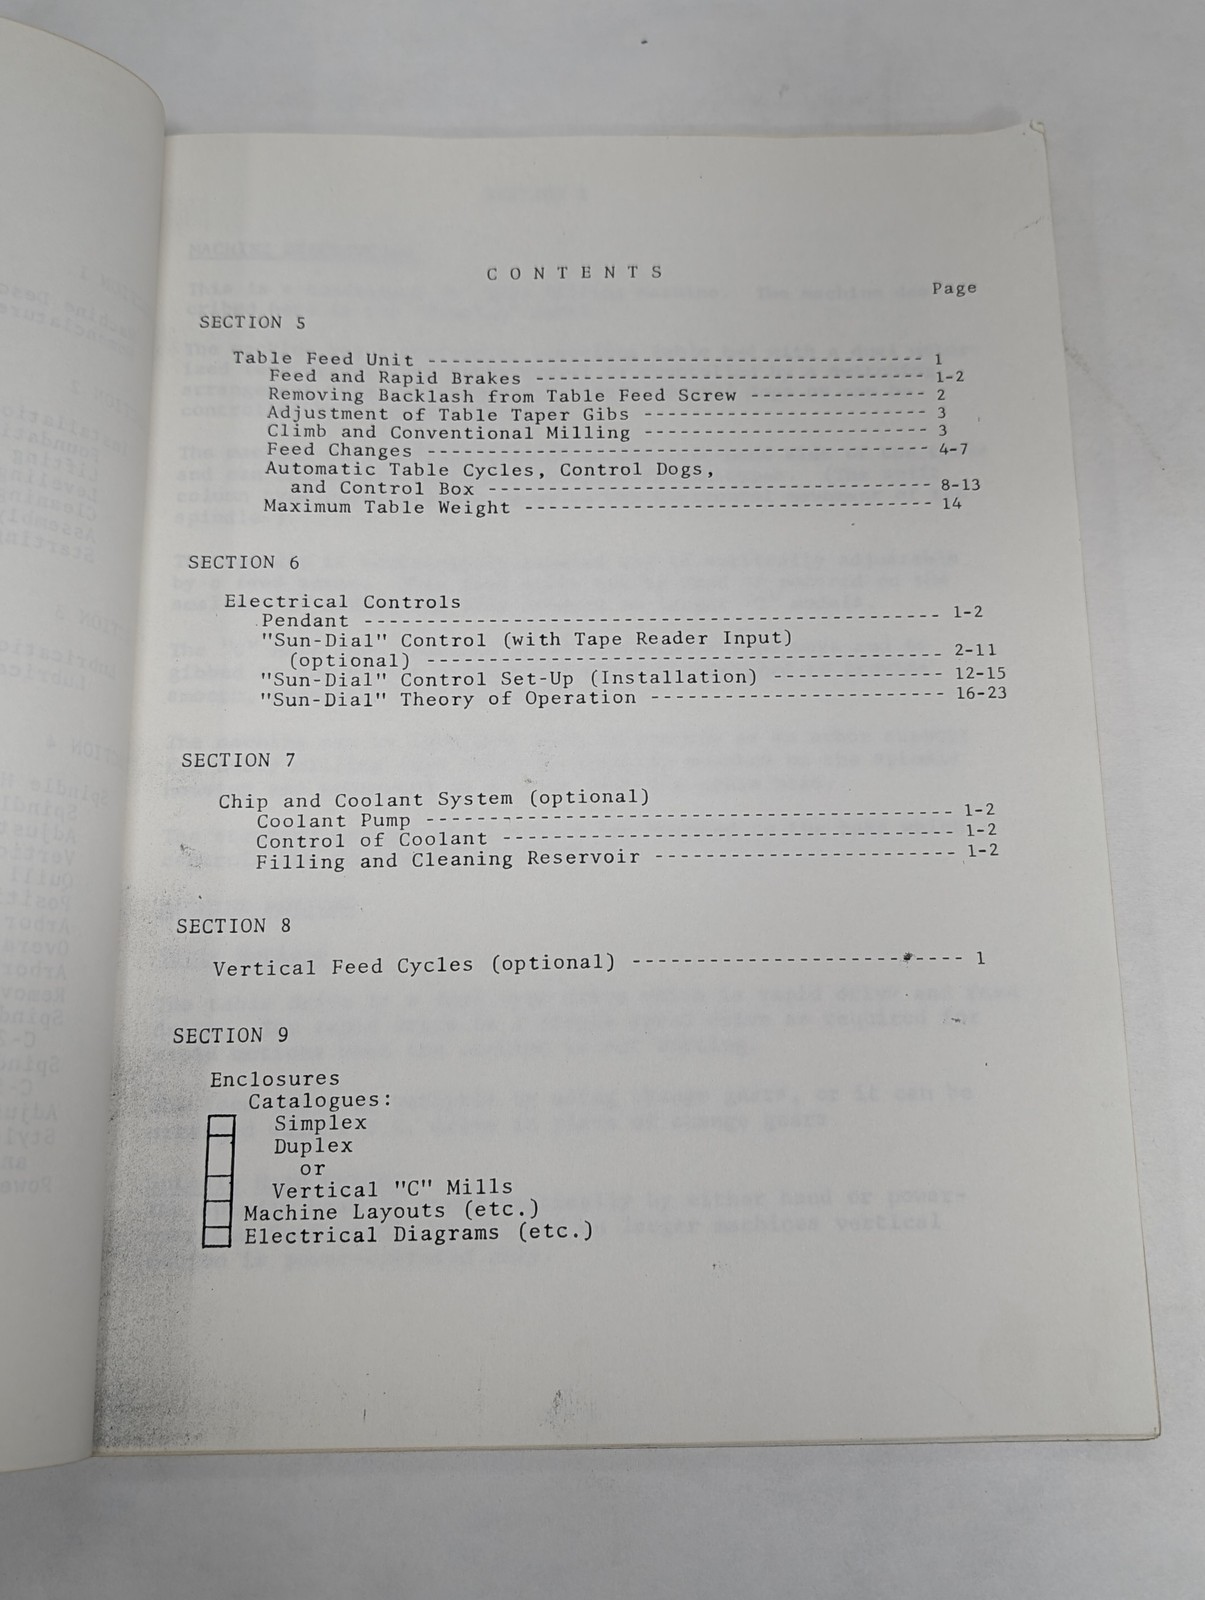 C O N T E N T S
Page
SECTION 5
Table Feed Unit ---------------------------------------- 1
Feed and Rapid Brakes ------------------------------- 1-2
Removing Backlash from Table Feed Screw -------------- 2
Adjustment of Table Taper Gibs ----------------------- 3
Climb and Conventional Milling ----------------------- 3
Feed Changes ---------------------------------------- 4-7
Automatic Table Cycles, Control Dogs,
and Control Box ----------------------------------- 8-13
Maximum Table Weight -------------------------------- 14
SECTION 6
Electrical Controls
Pendant --------------------------------------------- 1-2
"Sun-Dial" Control (with Tape Reader Input)
(optional) ---------------------------------------- 2-11
"Sun-Dial" Control Set-Up (Installation) -------------- 12-15
"Sun-Dial" Theory of Operation ----------------------- 16-23
SECTION 7
Chip and Coolant System (optional)
Coolant Pump ----------------------------------------- 1-2
Control of Coolant ----------------------------------- 1-2
Filling and Cleaning Reservoir ------------------------ 1-2
SECTION 8
Vertical Feed Cycles (optional) -------------------------- 1
SECTION 9
Enclosures
Catalogues:
Simplex
Duplex
or
Vertical "C" Mills
Machine Layouts (etc.)
Electrical Diagrams (etc.)